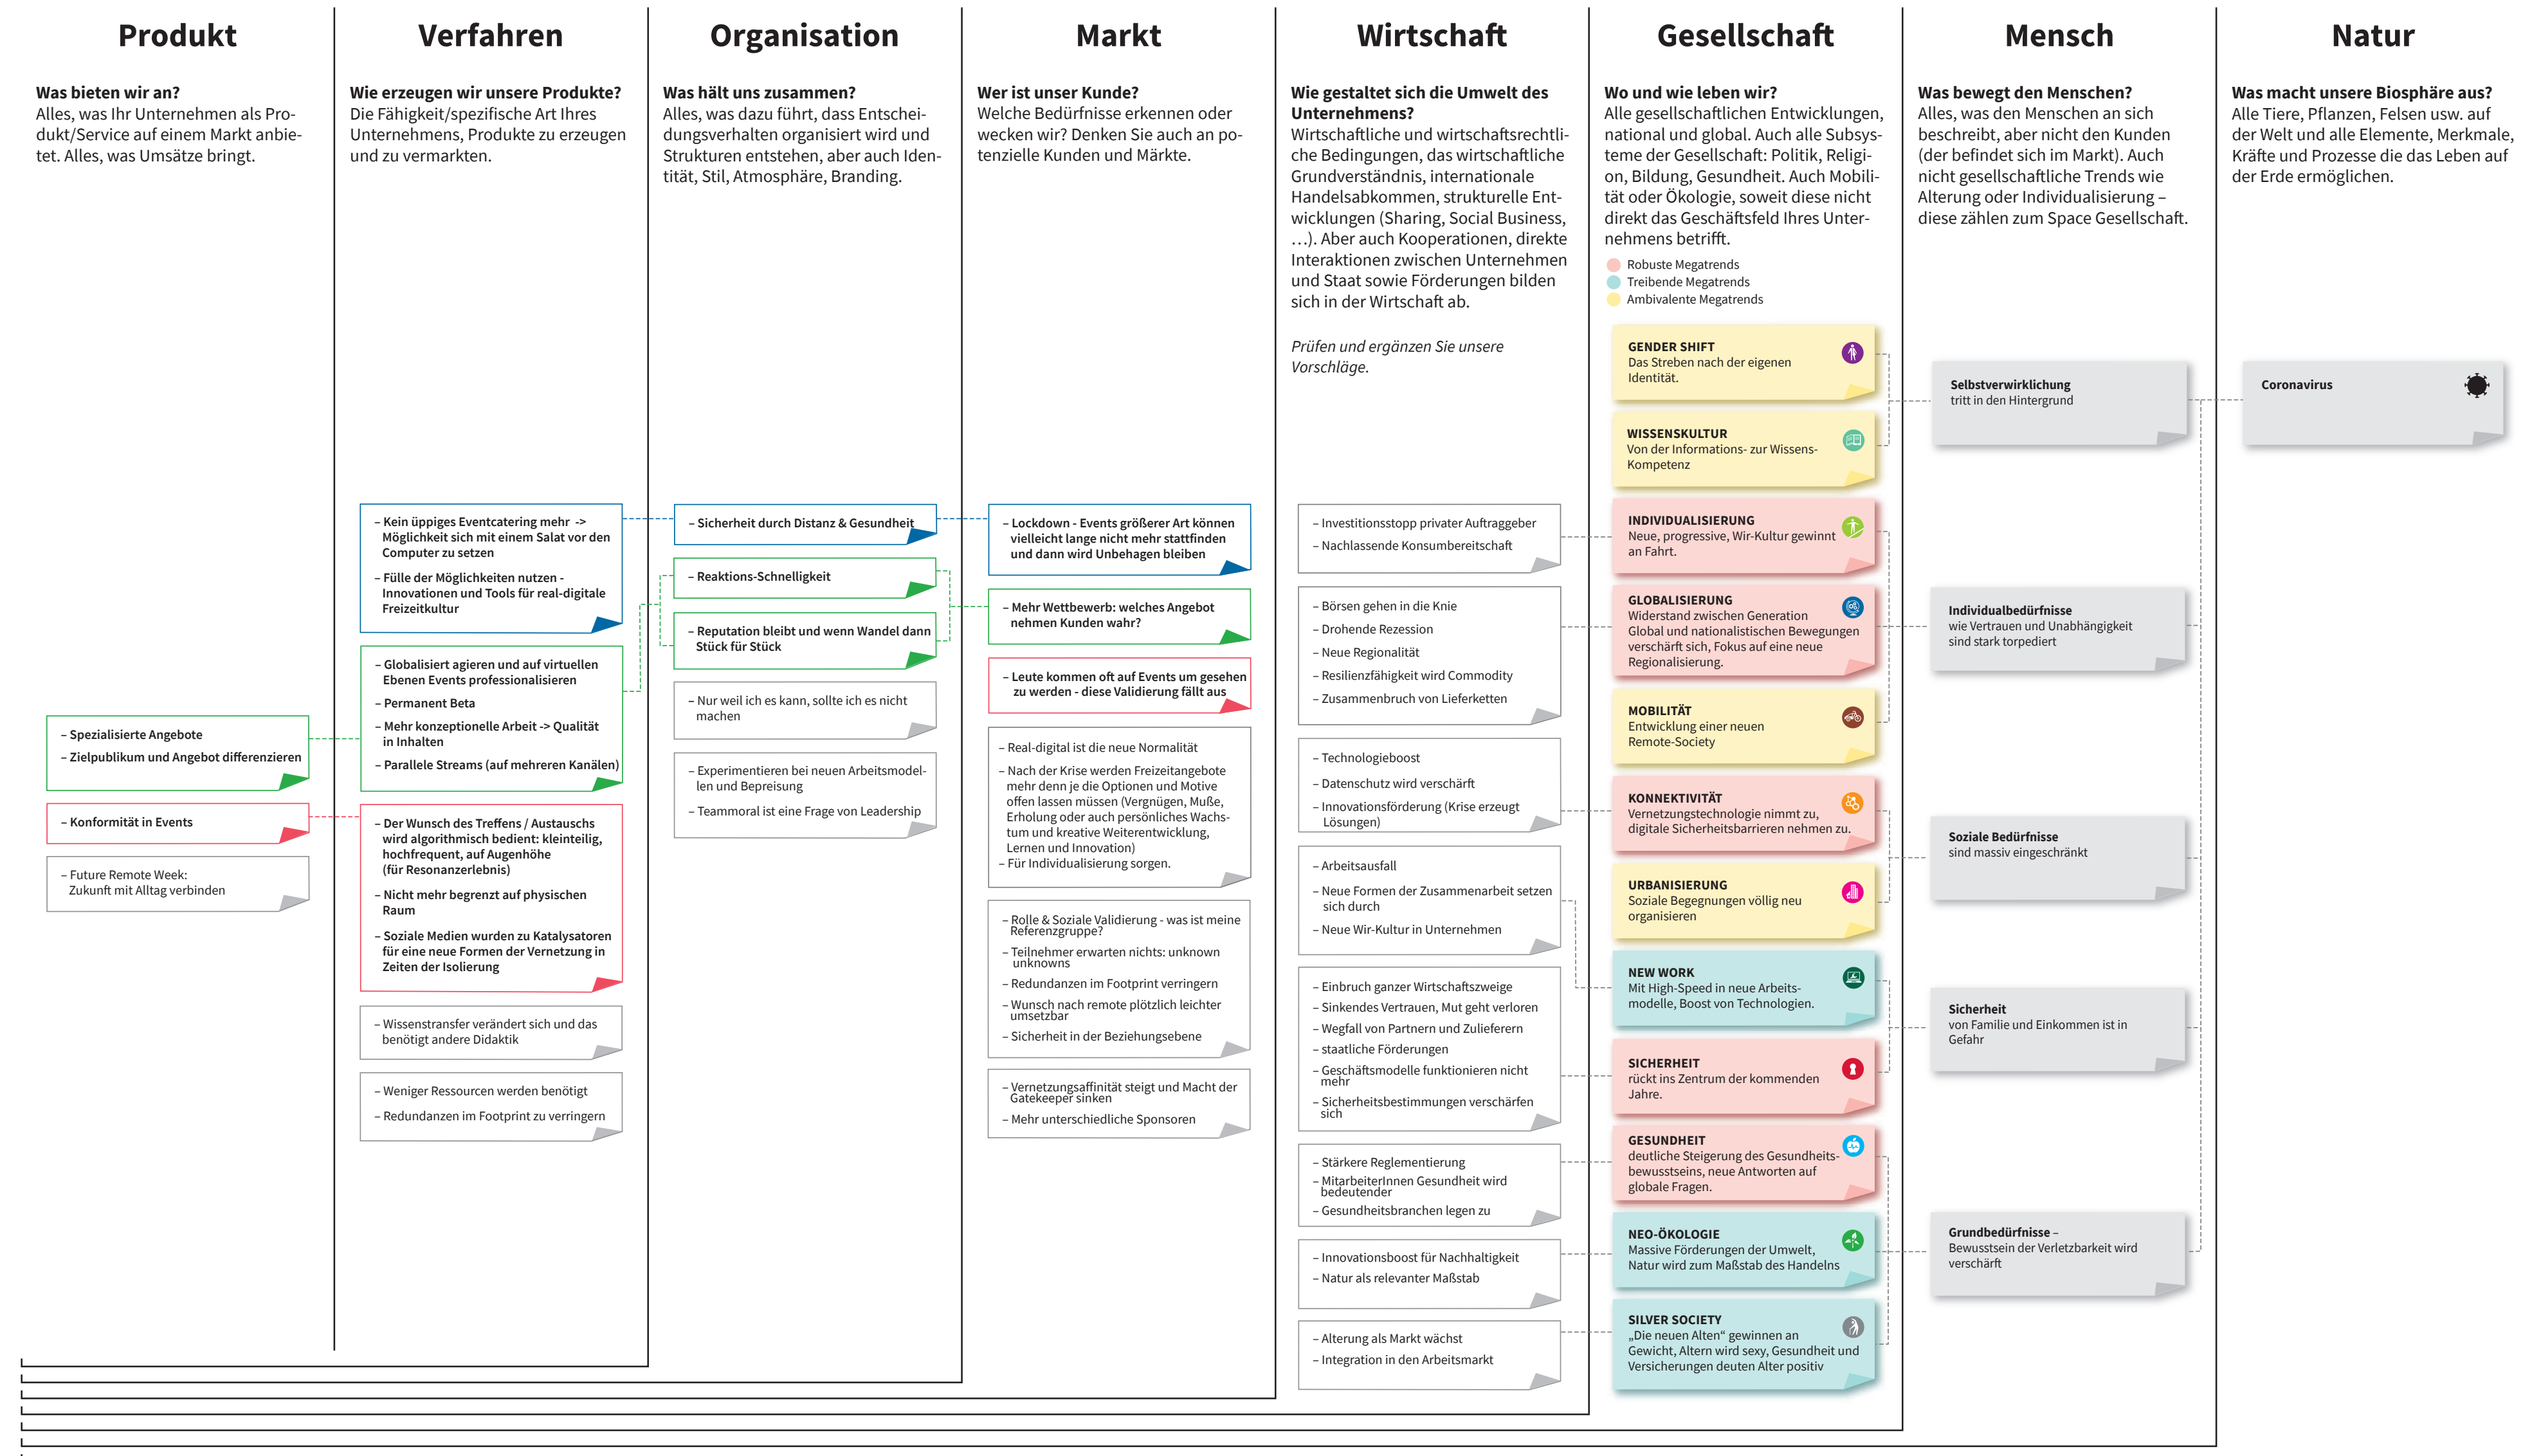 Produkt
Was bieten wir an?
Alles, was Ihr Unternehmen als Pro-
dukt/Service auf einem Markt anbie-
tet. Alles, was Umsätze bringt.
– Spezialisierte Angebote
– Zielpublikum und Angebot differenzieren
– Konformität in Events
– Future Remote Week:
Zukunft mit Alltag verbinden
Verfahren
Wie erzeugen wir unsere Produkte?
Die Fähigkeit/spezifische Art Ihres
Unternehmens, Produkte zu erzeugen
und zu vermarkten.
– Kein üppiges Eventcatering mehr ->
Möglichkeit sich mit einem Salat vor den
Computer zu setzen
– Fülle der Möglichkeiten nutzen -
Innovationen und Tools für real-digitale
Freizeitkultur
– Globalisiert agieren und auf virtuellen
Ebenen Events professionalisieren
– Permanent Beta
– Mehr konzeptionelle Arbeit -> Qualität
in Inhalten
– Parallele Streams (auf mehreren Kanälen)
– Der Wunsch des Treffens / Austauschs
wird algorithmisch bedient: kleinteilig,
hochfrequent, auf Augenhöhe
(für Resonanzerlebnis)
– Nicht mehr begrenzt auf physischen
Raum
– Soziale Medien wurden zu Katalysatoren
für eine neue Formen der Vernetzung in
Zeiten der Isolierung
– Wissenstransfer verändert sich und das
benötigt andere Didaktik
– Weniger Ressourcen werden benötigt
– Redundanzen im Footprint zu verringern
Organisation
Was hält uns zusammen?
Alles, was dazu führt, dass Entschei-
dungsverhalten organisiert wird und
Strukturen entstehen, aber auch Iden-
tität, Stil, Atmosphäre, Branding.
– Sicherheit durch Distanz & Gesundheit
– Reaktions-Schnelligkeit
– Reputation bleibt und wenn Wandel dann
Stück für Stück
– Nur weil ich es kann, sollte ich es nicht
machen
– Experimentieren bei neuen Arbeitsmodel-
len und Bepreisung
– Teammoral ist eine Frage von Leadership
Markt
Wer ist unser Kunde?
Welche Bedürfnisse erkennen oder
wecken wir? Denken Sie auch an po-
tenzielle Kunden und Märkte.
– Lockdown - Events größerer Art können
vielleicht lange nicht mehr stattfinden
und dann wird Unbehagen bleiben
– Mehr Wettbewerb: welches Angebot
nehmen Kunden wahr?
– Leute kommen oft auf Events um gesehen
zu werden - diese Validierung fällt aus
– Real-digital ist die neue Normalität
– Nach der Krise werden Freizeitangebote
mehr denn je die Optionen und Motive
offen lassen müssen (Vergnügen, Muße,
Erholung oder auch persönliches Wachs-
tum und kreative Weiterentwicklung,
Lernen und Innovation)
– Für Individualisierung sorgen.
– Rolle & Soziale Validierung - was ist meine
Referenzgruppe?
– Teilnehmer erwarten nichts: unknown
unknowns
– Redundanzen im Footprint verringern
– Wunsch nach remote plötzlich leichter
umsetzbar
– Sicherheit in der Beziehungsebene
– Vernetzungsaffinität steigt und Macht der
Gatekeeper sinken
– Mehr unterschiedliche Sponsoren
Wirtschaft
Wie gestaltet sich die Umwelt des
Unternehmens?
Wirtschaftliche und wirtschaftsrechtli-
che Bedingungen, das wirtschaftliche
Grundverständnis, internationale
Handelsabkommen, strukturelle Ent-
wicklungen (Sharing, Social Business,
…). Aber auch Kooperationen, direkte
Interaktionen zwischen Unternehmen
und Staat sowie Förderungen bilden
sich in der Wirtschaft ab.
Prüfen und ergänzen Sie unsere
Vorschläge.
– Investitionsstopp privater Auftraggeber
– Nachlassende Konsumbereitschaft
– Börsen gehen in die Knie
– Drohende Rezession
– Neue Regionalität
– Resilienzfähigkeit wird Commodity
– Zusammenbruch von Lieferketten
– Technologieboost
– Datenschutz wird verschärft
– Innovationsförderung (Krise erzeugt
Lösungen)
– Arbeitsausfall
– Neue Formen der Zusammenarbeit setzen
sich durch
– Neue Wir-Kultur in Unternehmen
– Einbruch ganzer Wirtschaftszweige
– Sinkendes Vertrauen, Mut geht verloren
– Wegfall von Partnern und Zulieferern
– staatliche Förderungen
– Geschäftsmodelle funktionieren nicht
mehr
– Sicherheitsbestimmungen verschärfen
sich
– Stärkere Reglementierung
– MitarbeiterInnen Gesundheit wird
bedeutender
– Gesundheitsbranchen legen zu
– Innovationsboost für Nachhaltigkeit
– Natur als relevanter Maßstab
– Alterung als Markt wächst
– Integration in den Arbeitsmarkt
Gesellschaft
Wo und wie leben wir?
Alle gesellschaftlichen Entwicklungen,
national und global. Auch alle Subsys-
teme der Gesellschaft: Politik, Religi-
on, Bildung, Gesundheit. Auch Mobili-
tät oder Ökologie, soweit diese nicht
direkt das Geschäftsfeld Ihres Unter-
nehmens betrifft.
Robuste Megatrends
Treibende Megatrends
Ambivalente Megatrends
GENDER SHIFT
Das Streben nach der eigenen
Identität.
WISSENSKULTUR
Von der Informations- zur Wissens-
Kompetenz
INDIVIDUALISIERUNG
Neue, progressive, Wir-Kultur gewinnt
an Fahrt.
GLOBALISIERUNG
Widerstand zwischen Generation
Global und nationalistischen Bewegungen
verschärft sich, Fokus auf eine neue
Regionalisierung.
MOBILITÄT
Entwicklung einer neuen
Remote-Society
KONNEKTIVITÄT
Vernetzungstechnologie nimmt zu,
digitale Sicherheitsbarrieren nehmen zu.
URBANISIERUNG
Soziale Begegnungen völlig neu
organisieren
NEW WORK
Mit High-Speed in neue Arbeits-
modelle, Boost von Technologien.
SICHERHEIT
rückt ins Zentrum der kommenden
Jahre.
GESUNDHEIT
deutliche Steigerung des Gesundheits-
bewusstseins, neue Antworten auf
globale Fragen.
NEO-ÖKOLOGIE
Massive Förderungen der Umwelt,
Natur wird zum Maßstab des Handelns
SILVER SOCIETY
„Die neuen Alten“ gewinnen an
Gewicht, Altern wird sexy, Gesundheit und
Versicherungen deuten Alter positiv
Mensch
Was bewegt den Menschen?
Alles, was den Menschen an sich
beschreibt, aber nicht den Kunden
(der befindet sich im Markt). Auch
nicht gesellschaftliche Trends wie
Alterung oder Individualisierung –
diese zählen zum Space Gesellschaft.
Selbstverwirklichung
tritt in den Hintergrund
Individualbedürfnisse
wie Vertrauen und Unabhängigkeit
sind stark torpediert
Soziale Bedürfnisse
sind massiv eingeschränkt
Sicherheit
von Familie und Einkommen ist in
Gefahr
Grundbedürfnisse –
Bewusstsein der Verletzbarkeit wird
verschärft
Natur
Was macht unsere Biosphäre aus?
Alle Tiere, Pflanzen, Felsen usw. auf
der Welt und alle Elemente, Merkmale,
Kräfte und Prozesse die das Leben auf
der Erde ermöglichen.
Coronavirus